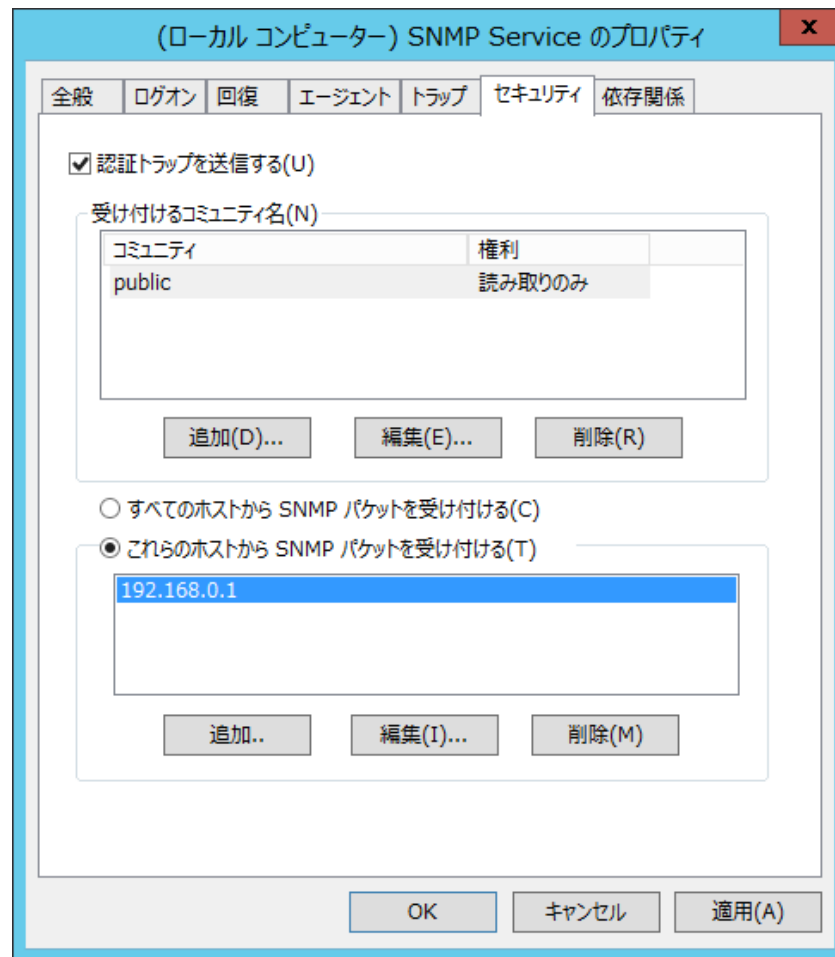 (ローカル コンピューター) SNMP Service のプロパティ
x
全般 ログオン 回復 エージェント トラップ セキュリティ 依存関係
認証トラップを送信する(U)
受け付けるコミュニティ名(N)
コミュニティ 権利
public 読み取りのみ
追加(D)... 編集(E)... 削除(R)
すべてのホストから SNMP パケットを受け付ける(C)
これらのホストから SNMP パケットを受け付ける(T)
192.168.0.1
追加.. 編集(I)... 削除(M)
OK キャンセル 適用(A)